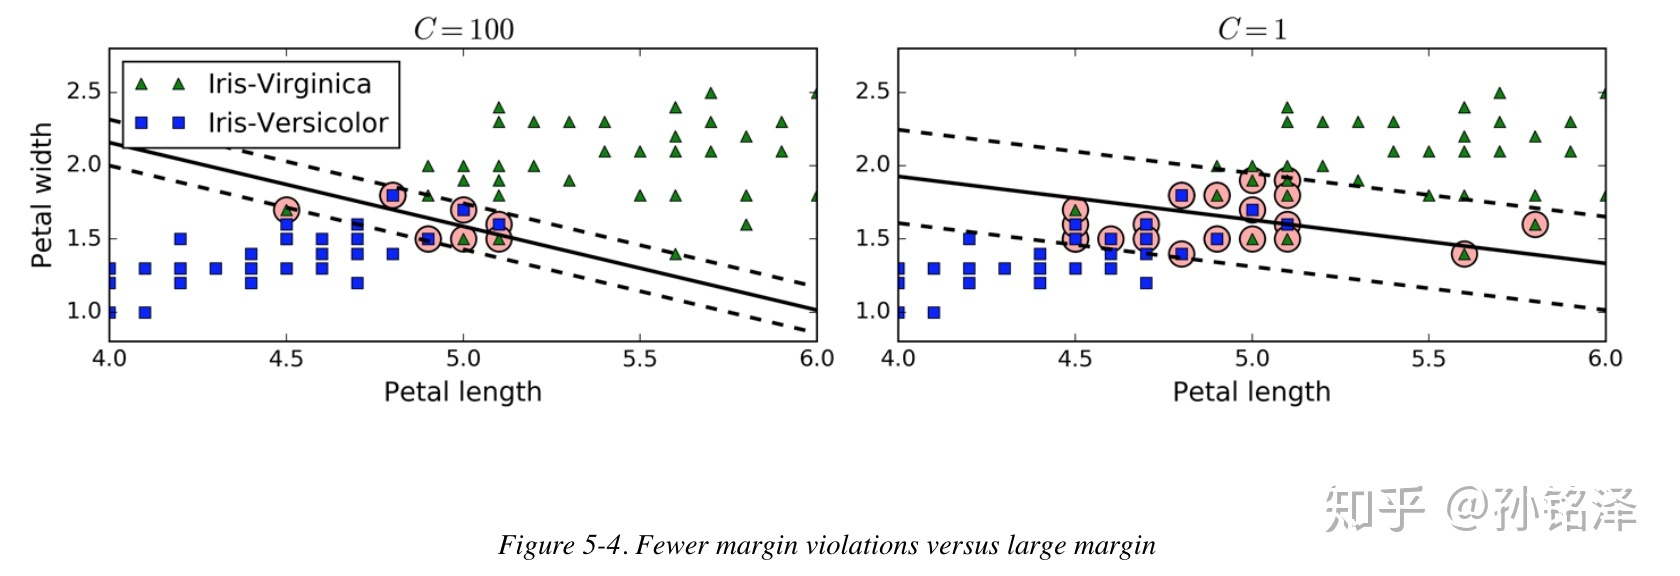 C = 100
C = 1
Iris-Virginica
Iris-Versicolor
Petal width
2.5
2.0
1.5
1.0
4.0 4.5 5.0 5.5 6.0
Petal length
2.5
2.0
1.5
1.0
4.0 4.5 5.0 5.5 6.0
Petal length
知乎 @孙铭泽
Figure 5-4. Fewer margin violations versus large margin